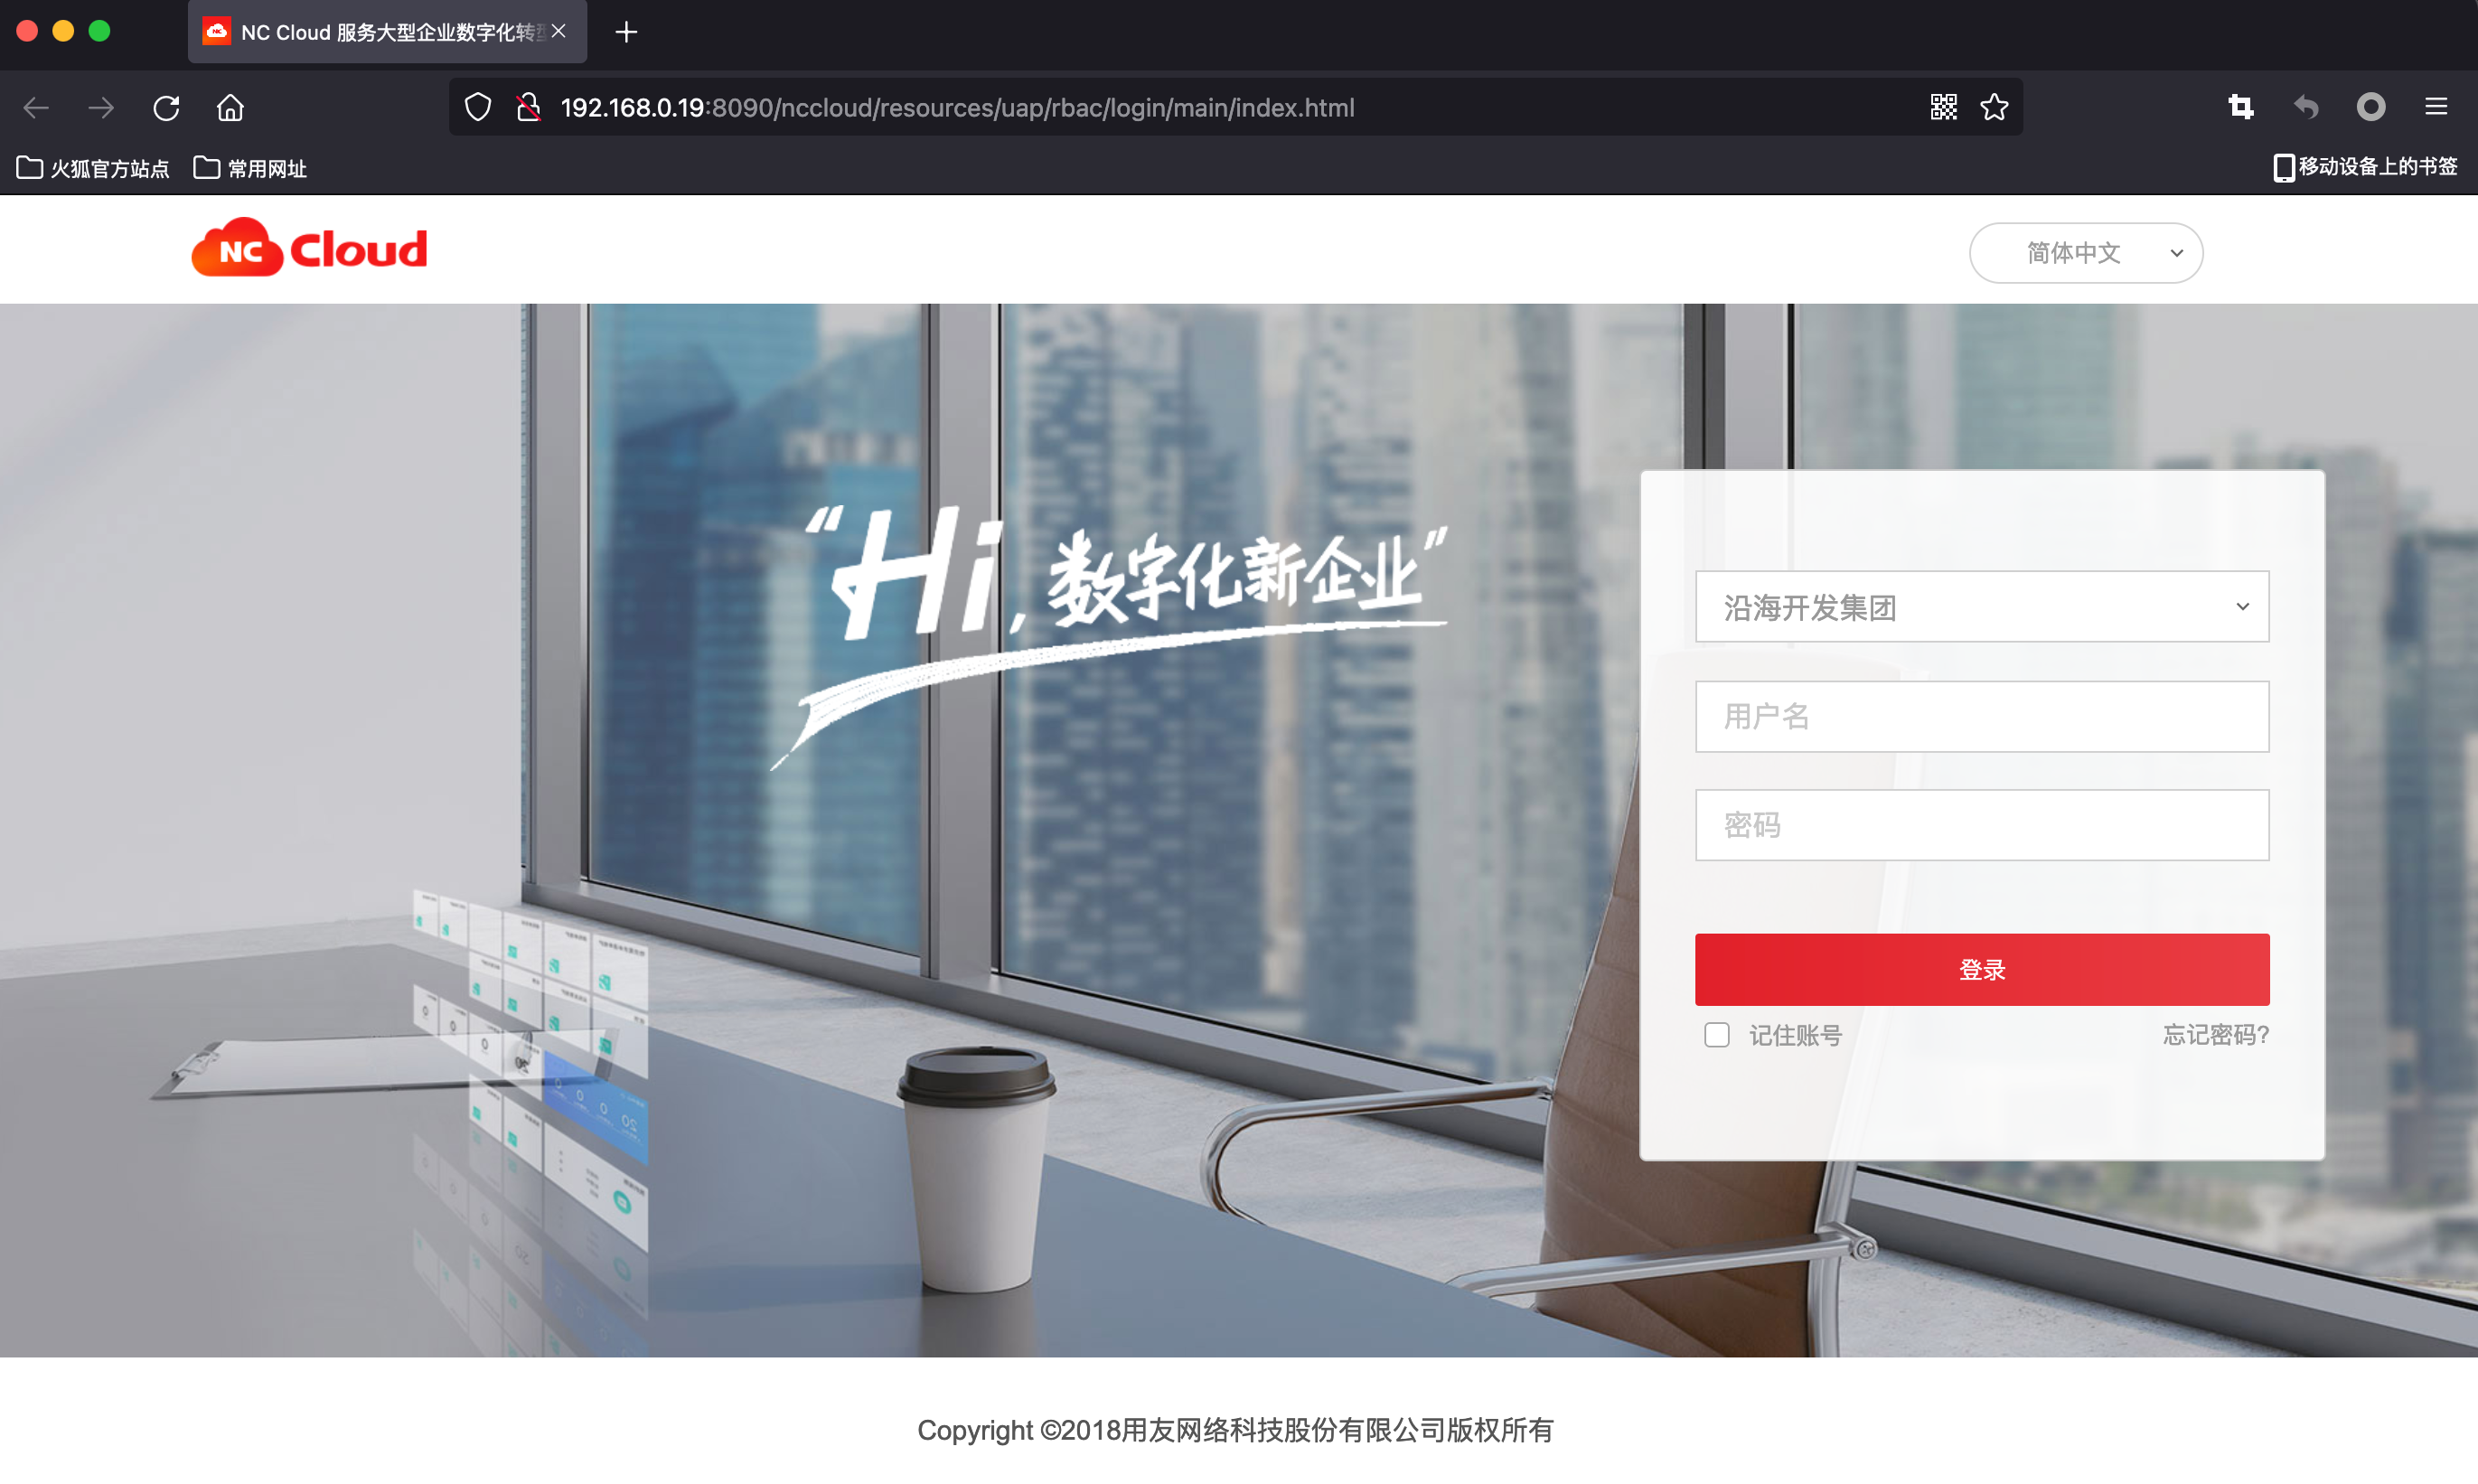 NC Cloud 服务大型企业数字化转
192.168.0.19:8090/nccloud/resources/uap/rbac/login/main/index.html
火狐官方站点 常用网址 移动设备上的书签
NC Cloud
简体中文
“Hi, 数字化新企业”
沿海开发集团
用户名
密码
登录
记住账号 忘记密码?
Copyright ©2018用友网络科技股份有限公司版权所有